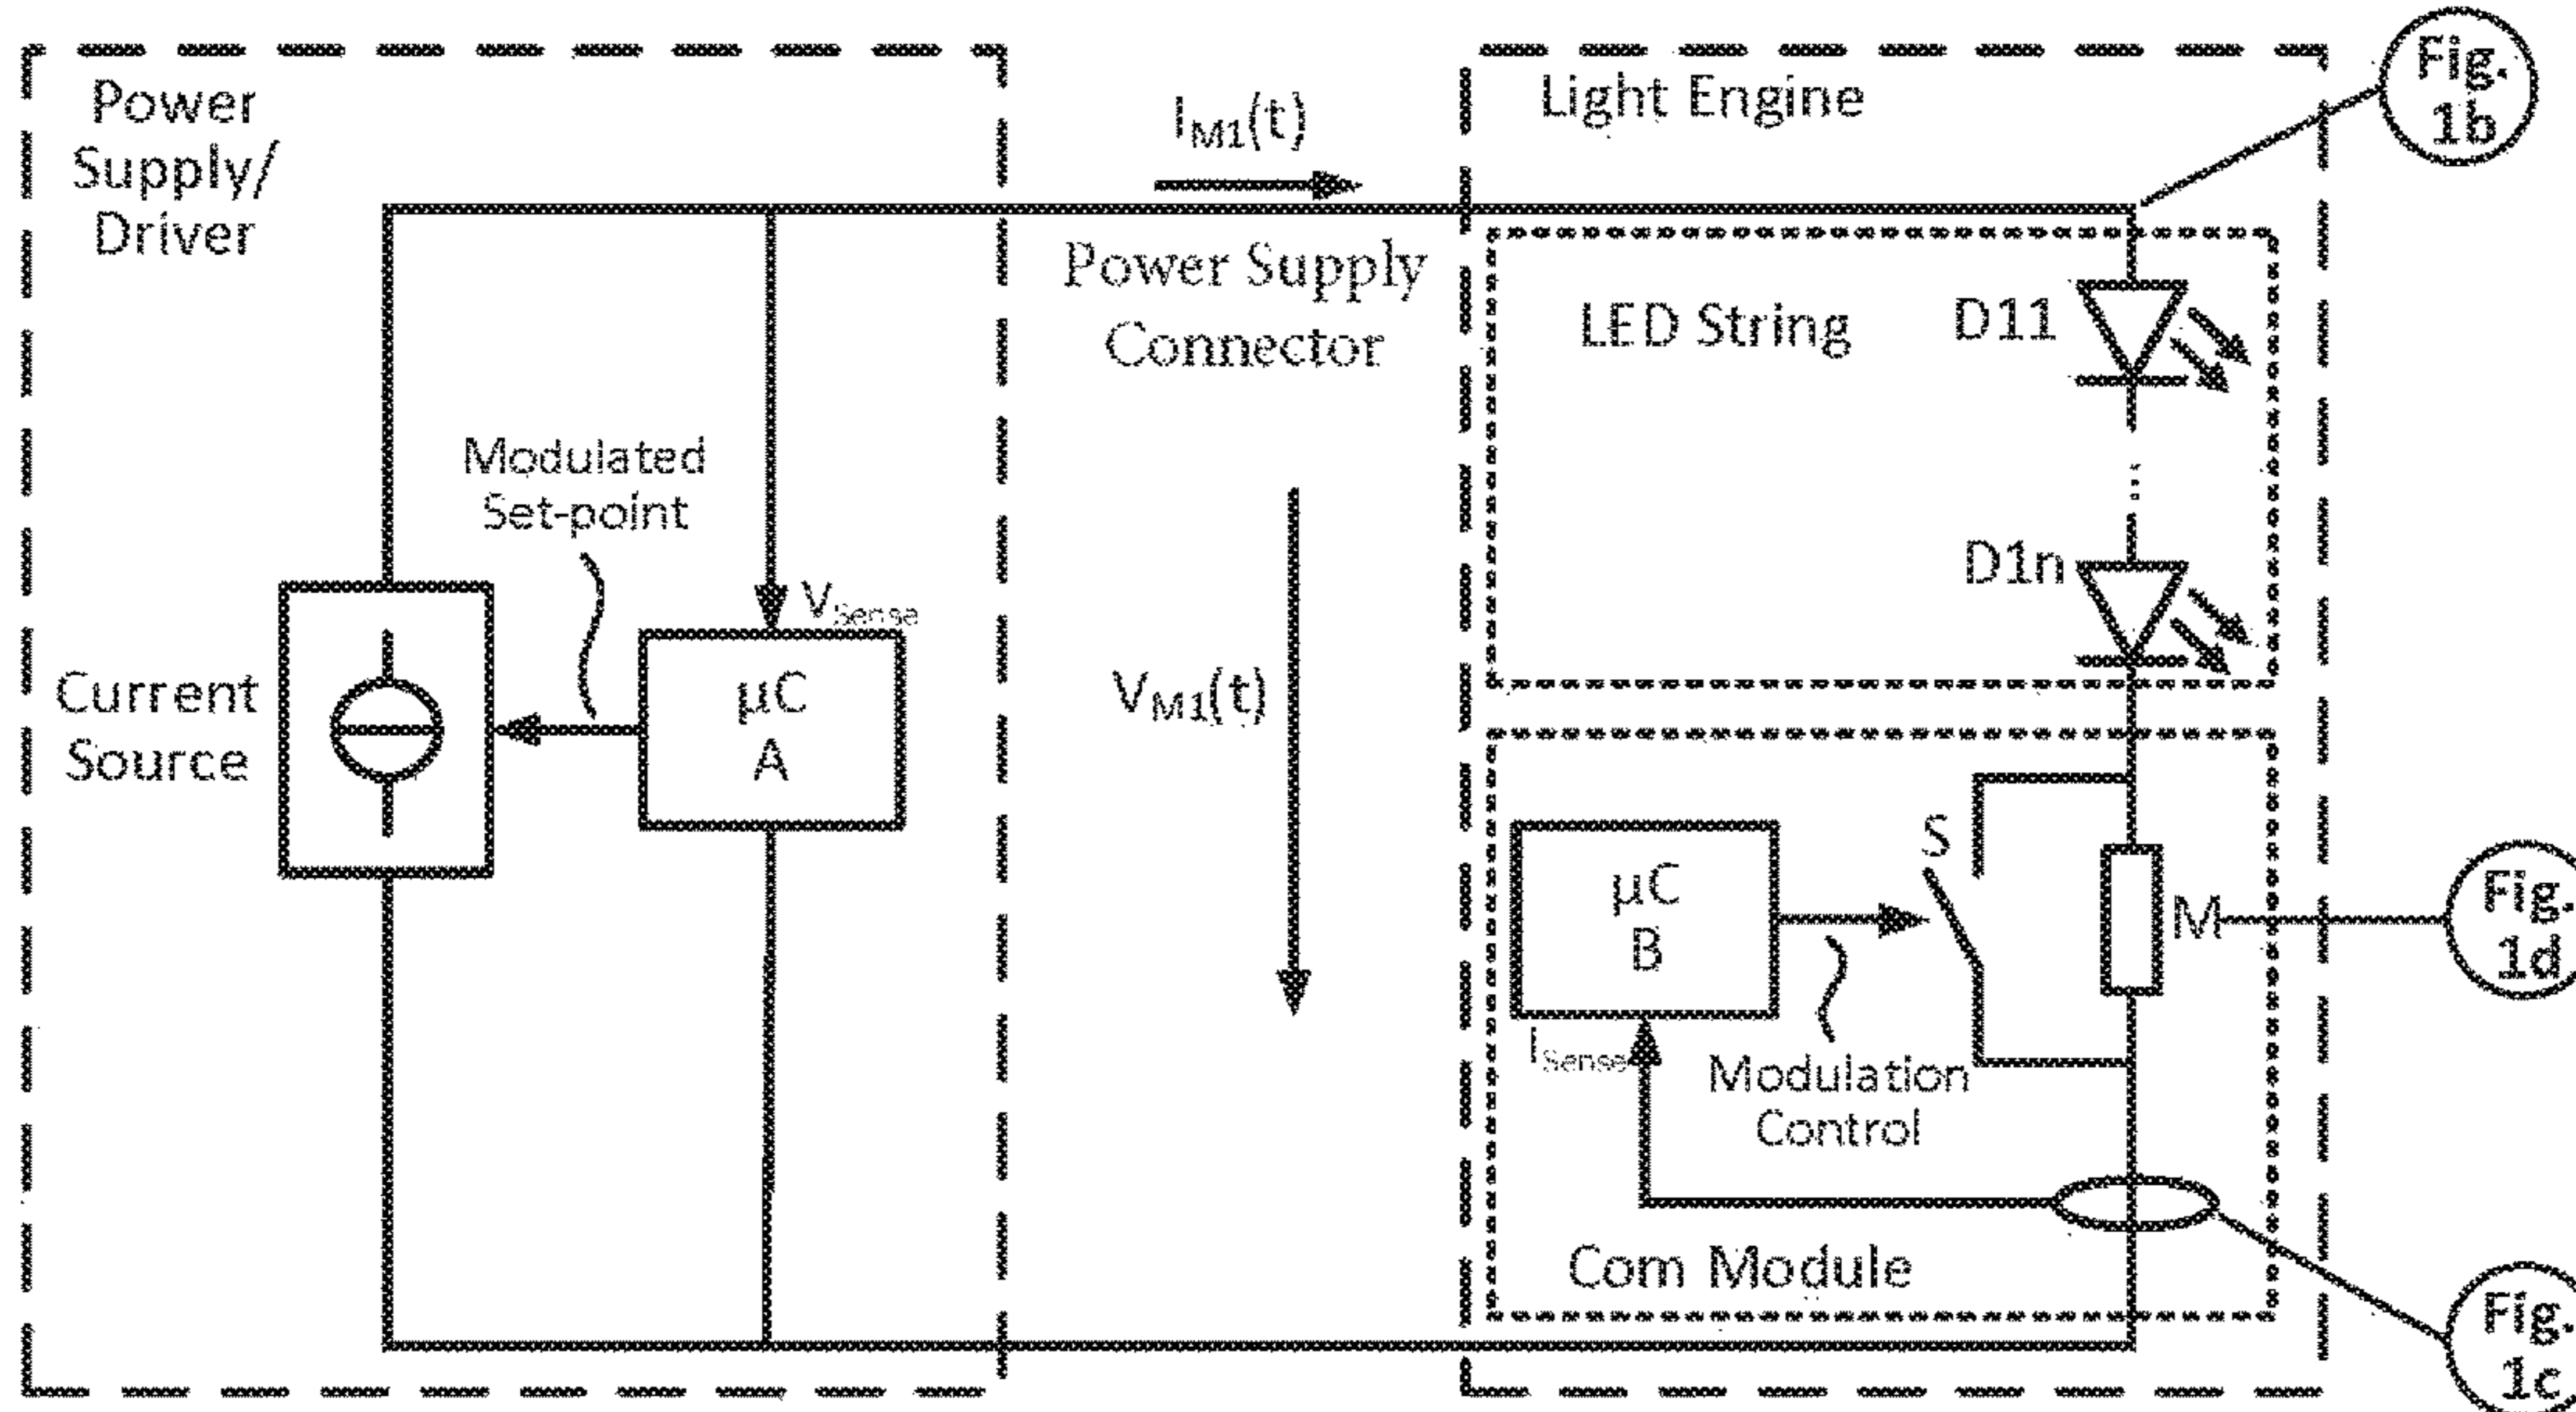 Power
Supply/
Driver
I_M1(t)
Light Engine
Fig.
1b
Power Supply
Connector
LED String
D11
Modulated
Set-point
D1n
V_Sense
Current
Source
µC
A
V_M1(t)
S
µC
B
M
Fig.
1d
I_Sense
Modulation
Control
Com Module
Fig.
1c